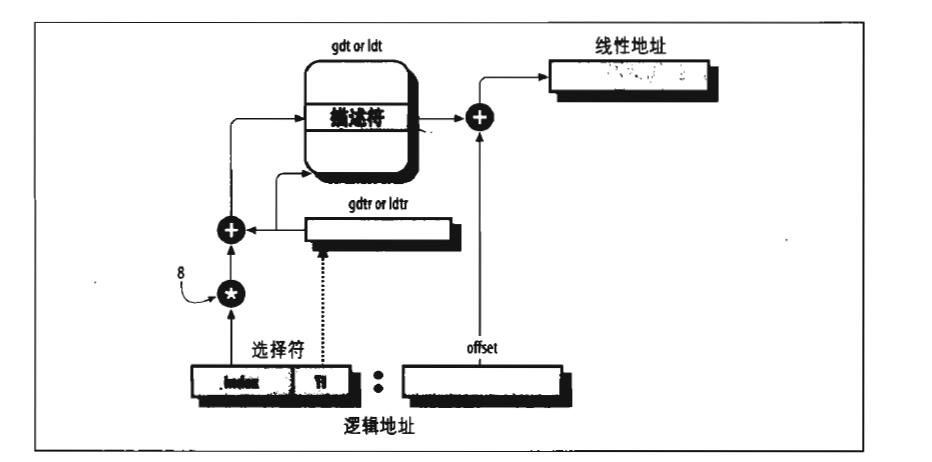 gdt or ldt
线性地址
描述符
gdtr or ldtr
8
选择符
offset
index
TI
逻辑地址